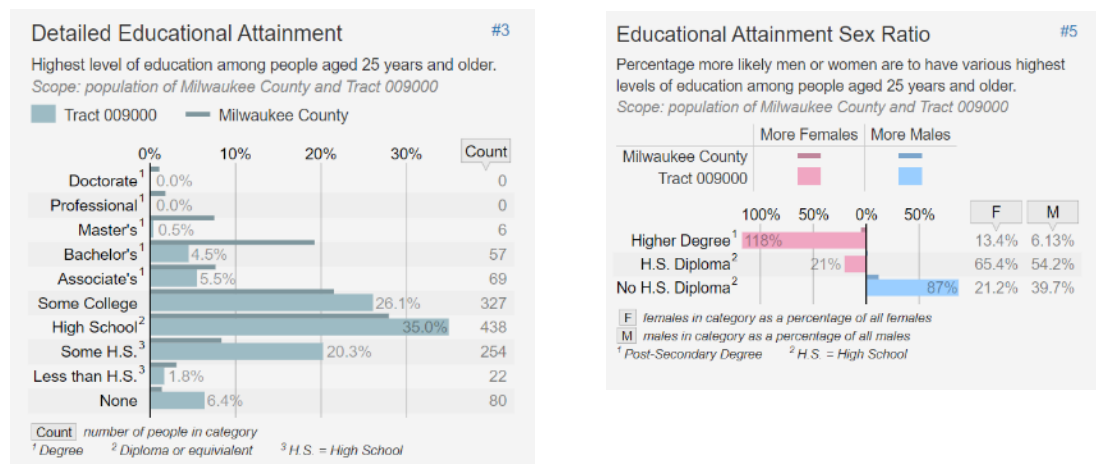 Detailed Educational Attainment #3
Highest level of education among people aged 25 years and older.
Scope: population of Milwaukee County and Tract 009000
Tract 009000 Milwaukee County
0% 10% 20% 30% Count
Doctorate¹ 0.0% 0
Professional¹ 0.0% 0
Master's¹ 0.5% 6
Bachelor's¹ 4.5% 57
Associate's¹ 5.5% 69
Some College 26.1% 327
High School² 35.0% 438
Some H.S.³ 20.3% 254
Less than H.S.³ 1.8% 22
None 6.4% 80
Count number of people in category
¹ Degree ² Diploma or equivialent ³ H.S. = High School
Educational Attainment Sex Ratio #5
Percentage more likely men or women are to have various highest
levels of education among people aged 25 years and older.
Scope: population of Milwaukee County and Tract 009000
More Females More Males
Milwaukee County
Tract 009000
100% 50% 0% 50% F M
Higher Degree¹ 118% 13.4% 6.13%
H.S. Diploma² 21% 65.4% 54.2%
No H.S. Diploma² 87% 21.2% 39.7%
F females in category as a percentage of all females
M males in category as a percentage of all males
¹ Post-Secondary Degree ² H.S. = High School